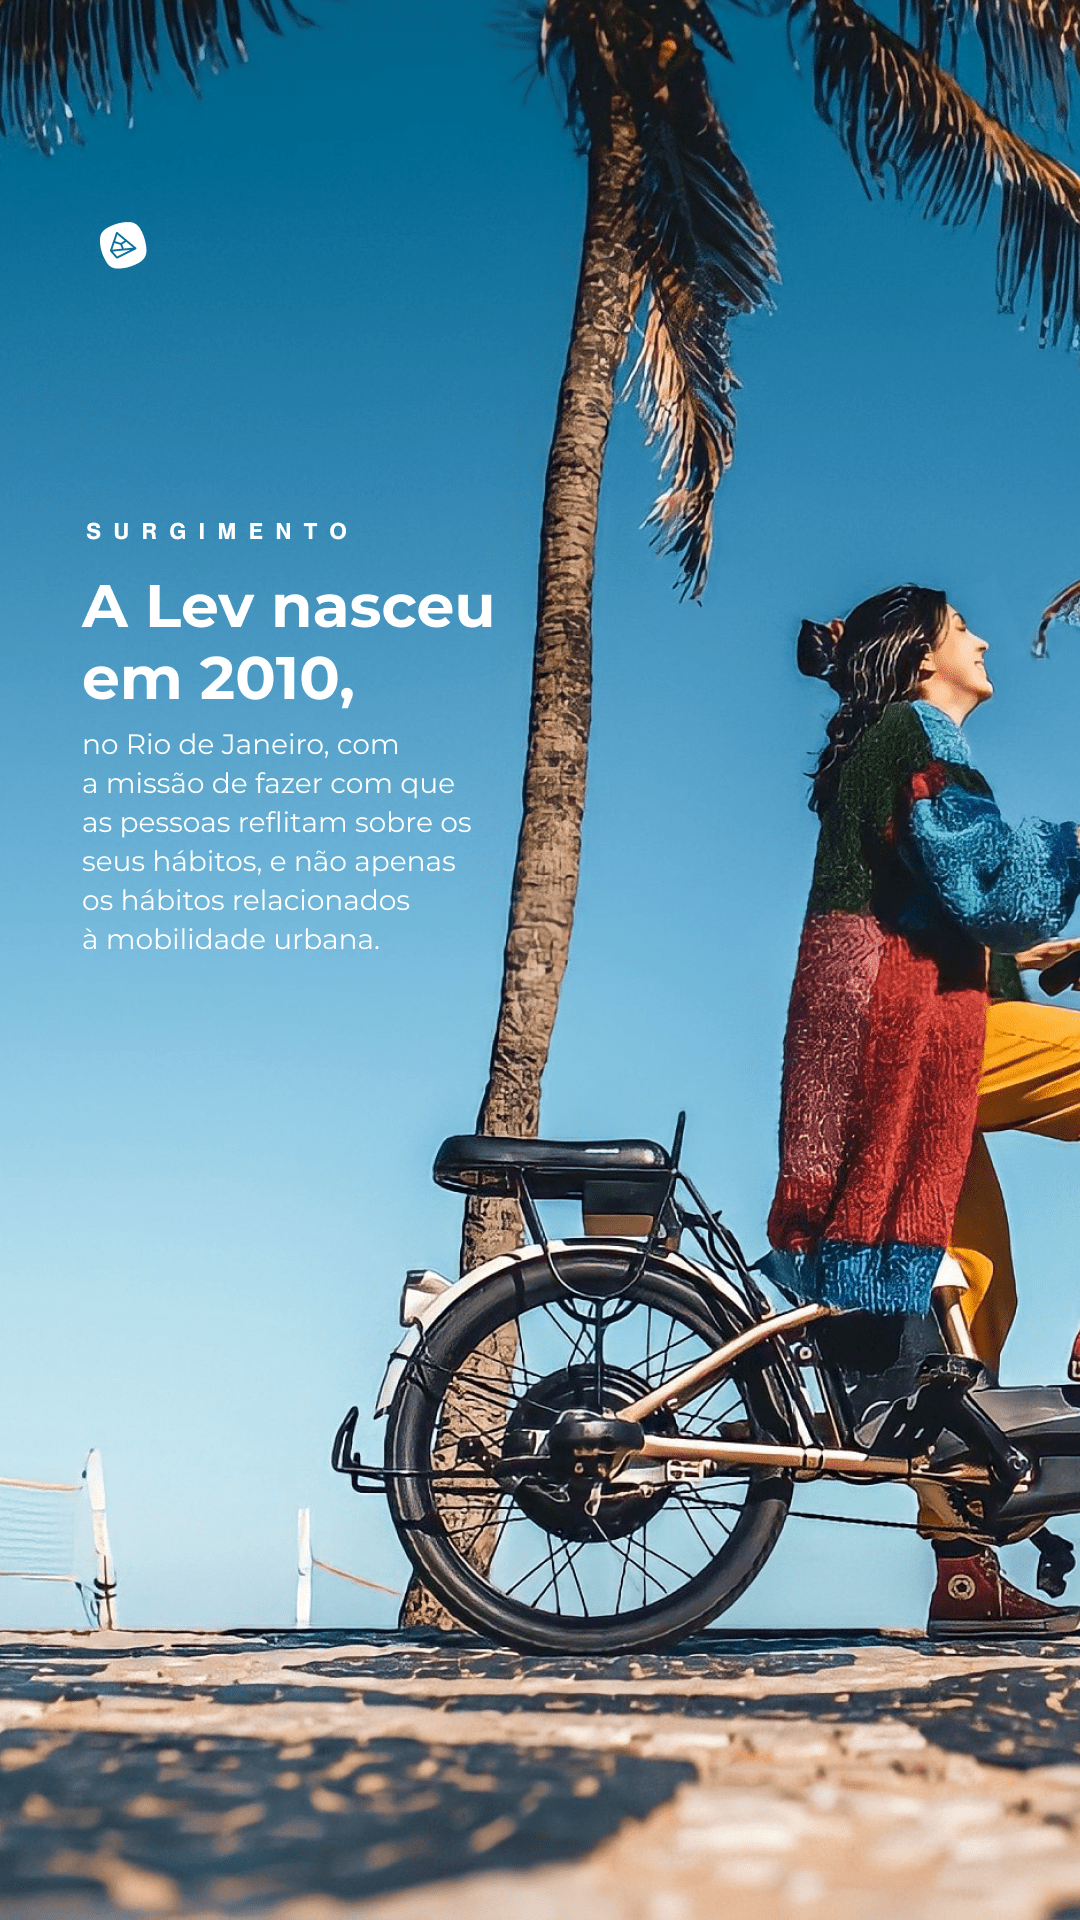 SURGIMENTO
A Lev nasceu
em 2010,
no Rio de Janeiro, com
a missão de fazer com que
as pessoas reflitam sobre os
seus hábitos, e não apenas
os hábitos relacionados
à mobilidade urbana.